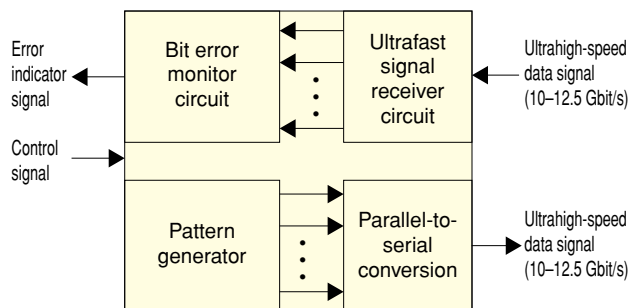 Error
indicator
signal
Bit error
monitor
circuit
Ultrafast
signal
receiver
circuit
Ultrahigh-speed
data signal
(10–12.5 Gbit/s)
Control
signal
Pattern
generator
Parallel-to-
serial
conversion
Ultrahigh-speed
data signal
(10–12.5 Gbit/s)